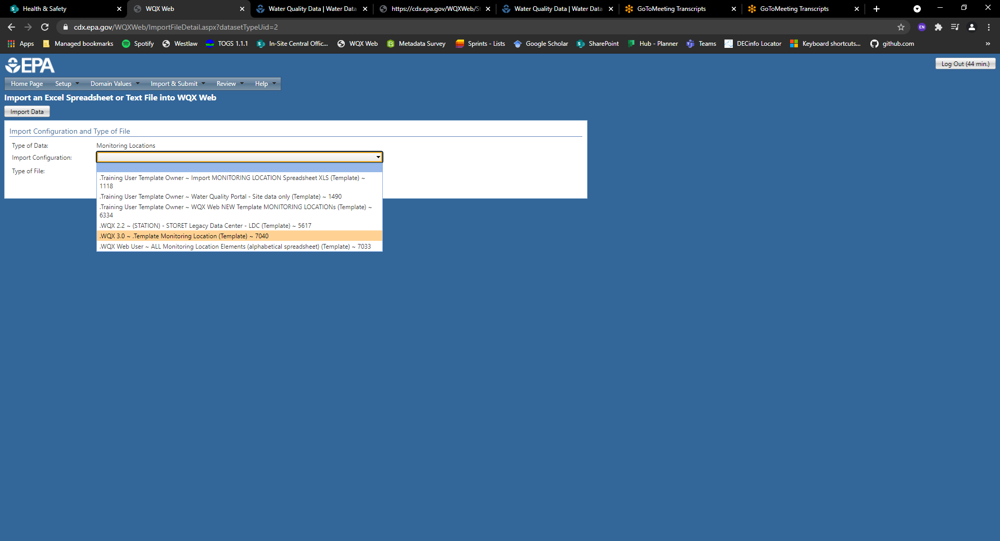 Health & Safety
WQX Web
Water Quality Data | Water Data
https://cdx.epa.gov/WQXWeb/S
Water Quality Data | Water Data
GoToMeeting Transcripts
GoToMeeting Transcripts
cdx.epa.gov/WQXWeb/ImportFileDetail.aspx?datasetTypeUid=2
EN
Apps
Managed bookmarks
Spotify
Westlaw
TOGS 1.1.1
In-Site Central Offic...
WQX Web
Metadata Survey
Sprints - Lists
Google Scholar
SharePoint
Hub - Planner
Teams
DECinfo Locator
Keyboard shortcuts...
github.com
»
EPA
Log Out (44 min.)
Home Page
Setup
Domain Values
Import & Submit
Review
Help
Import an Excel Spreadsheet or Text File into WQX Web
Import Data
Import Configuration and Type of File
Type of Data:
Monitoring Locations
Import Configuration:
Type of File:
.Training User Template Owner ~ Import MONITORING LOCATION Spreadsheet XLS (Template) ~
1118
.Training User Template Owner ~ Water Quality Portal - Site data only (Template) ~ 1490
.Training User Template Owner ~ WQX Web NEW Template MONITORING LOCATIONs (Template) ~
6334
.WQX 2.2 ~ (STATION) - STORET Legacy Data Center - LDC (Template) ~ 5617
.WQX 3.0 ~ .Template Monitoring Location (Template) ~ 7040
.WQX Web User ~ ALL Monitoring Location Elements (alphabetical spreadsheet) (Template) ~ 7033